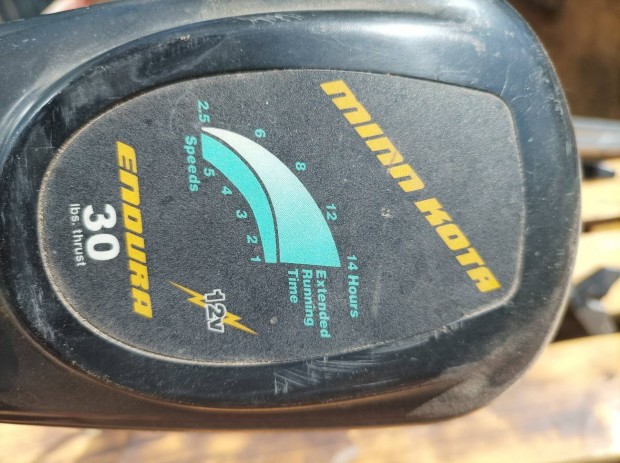 MINN KOTA
14 Hours
12
8
6
2.5
Extended
Running
Time
1
2
3
4
5
Speeds
12v
ENDURA
30
lbs. thrust